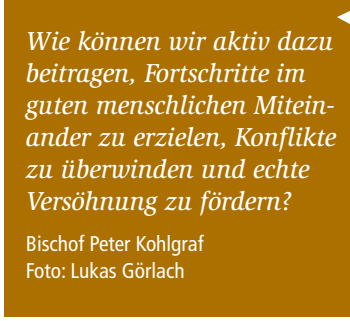 Wie können wir aktiv dazu
beitragen, Fortschritte im
guten menschlichen Mitein-
ander zu erzielen, Konflikte
zu überwinden und echte
Versöhnung zu fördern?
Bischof Peter Kohlgraf
Foto: Lukas Görlach